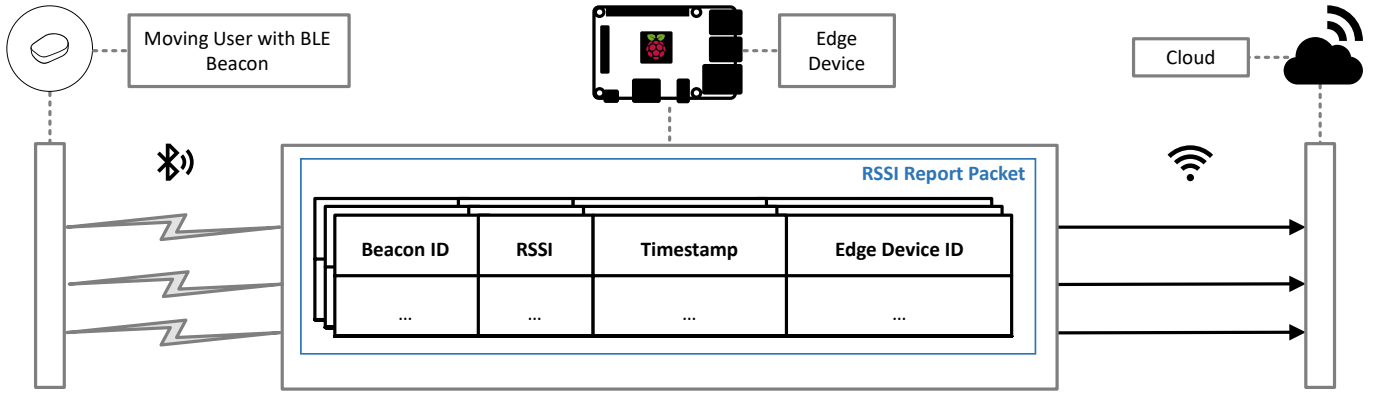 Moving User with BLE
Beacon
Edge
Device
Cloud
RSSI Report Packet
Beacon ID RSSI Timestamp Edge Device ID
... ... ... ...